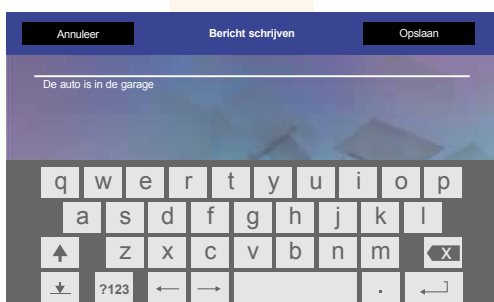 Annuleer Bericht schrijven Opslaan
De auto is in de garage
q w e r t y u i o p
a s d f g h j k l
z x c v b n m X
?123 .